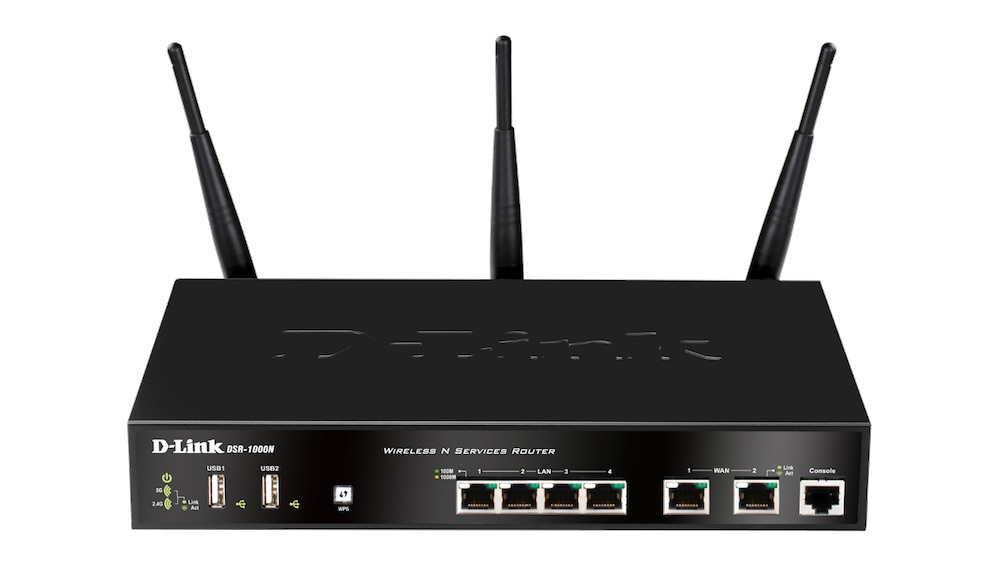 D-Link
D-Link DSR-1000N
WIRELESS N SERVICES ROUTER
USB1 USB2
5G
2.4G
Link
Act
WPS
100M
1000M
1 2 LAN 3 4
1 WAN 2
Link
Act
Console